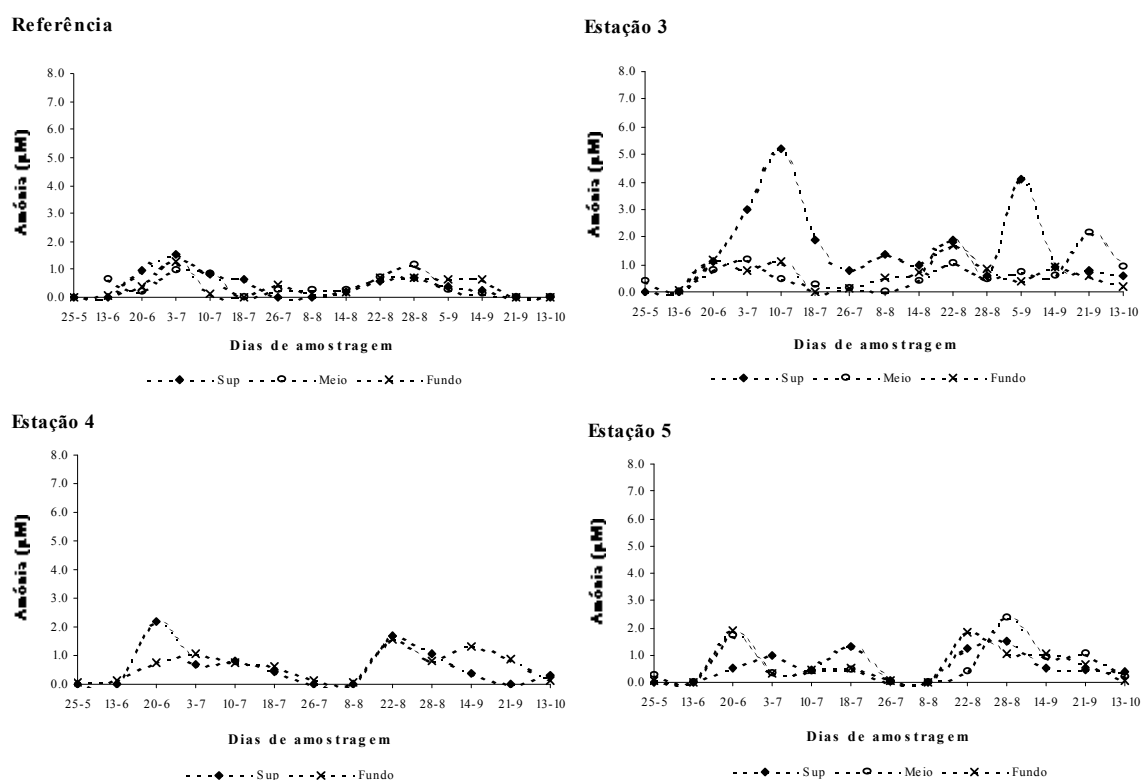 Referência
8.0
7.0
6.0
5.0
4.0
3.0
2.0
1.0
0.0
Amónia (µM)
25-5 13-6 20-6 3-7 10-7 18-7 26-7 8-8 14-8 22-8 28-8 5-9 14-9 21-9 13-10
Dias de amostragem
Sup Meio Fundo
Estação 3
8.0
7.0
6.0
5.0
4.0
3.0
2.0
1.0
0.0
Amónia (µM)
25-5 13-6 20-6 3-7 10-7 18-7 26-7 8-8 14-8 22-8 28-8 5-9 14-9 21-9 13-10
Dias de amostragem
Sup Meio Fundo
Estação 4
8.0
7.0
6.0
5.0
4.0
3.0
2.0
1.0
0.0
Amónia (µM)
25-5 13-6 20-6 3-7 10-7 18-7 26-7 8-8 22-8 28-8 14-9 21-9 13-10
Dias de amostragem
Sup Fundo
Estação 5
8.0
7.0
6.0
5.0
4.0
3.0
2.0
1.0
0.0
Amónia (µM)
25-5 13-6 20-6 3-7 10-7 18-7 26-7 8-8 22-8 28-8 14-9 21-9 13-10
Dias de amostragem
Sup Meio Fundo